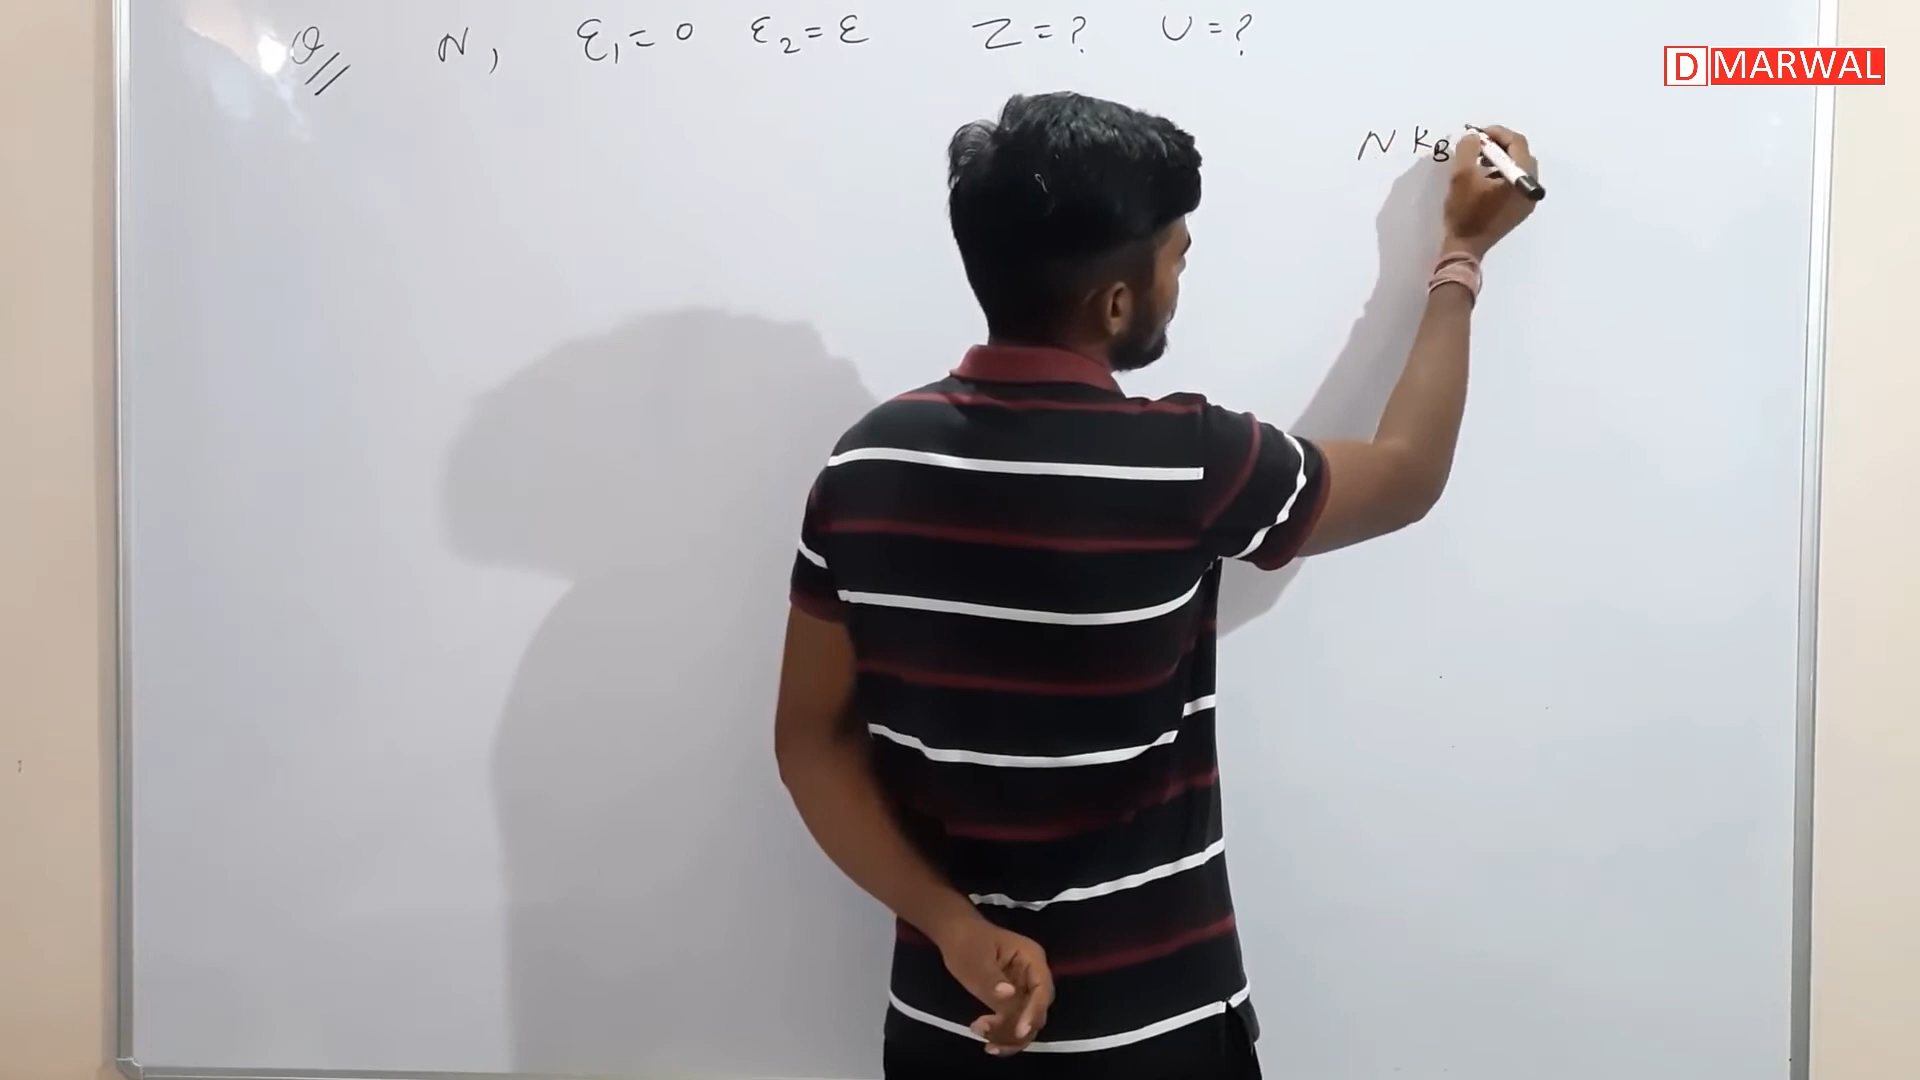 Q// N, ε₁ = 0 ε₂ = ε Z = ? U = ?
D MARWAL
N K_B